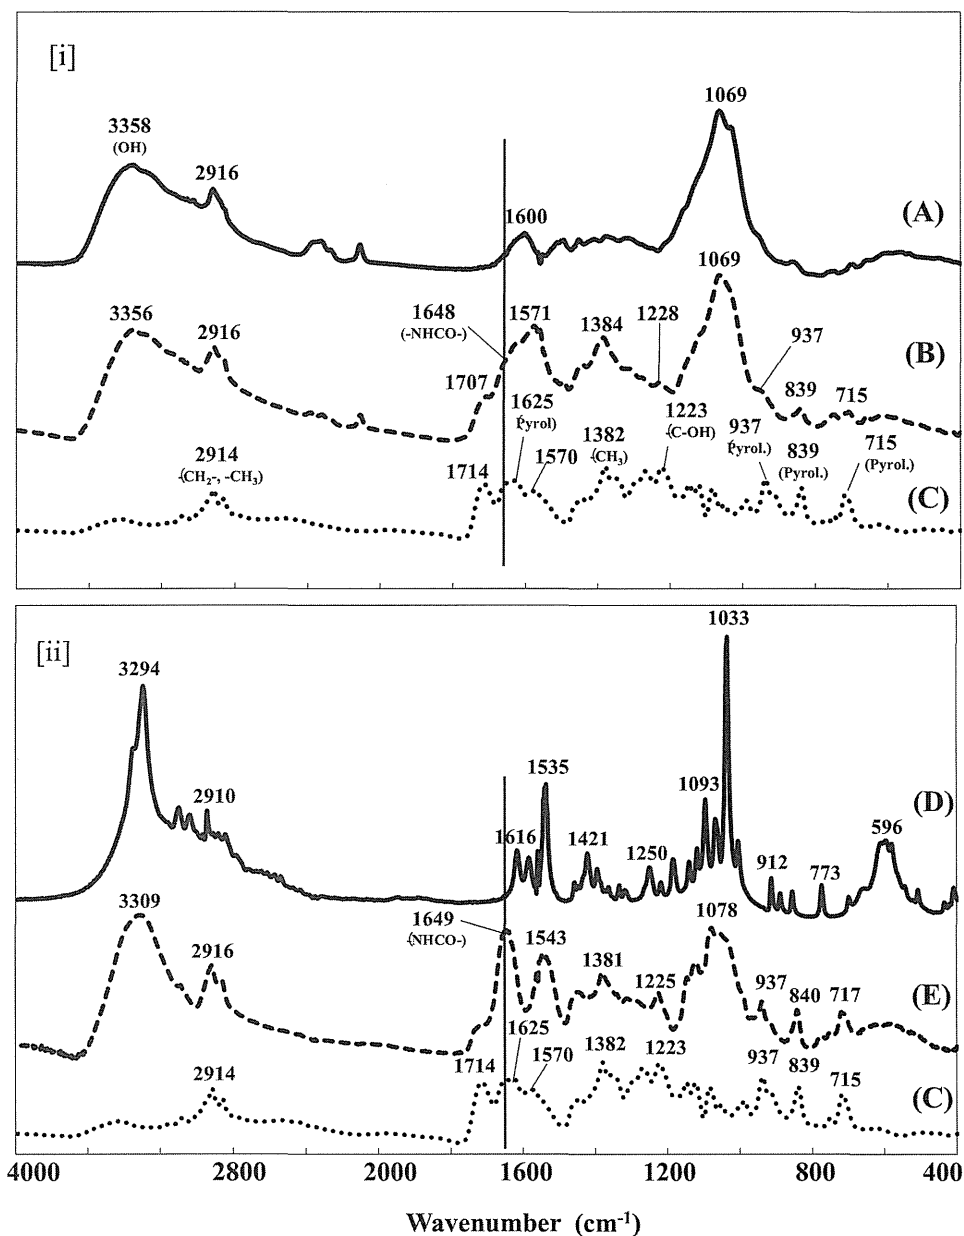 [i]
1069
3358
(OH)
2916
1600
(A)
1069
3356
2916
1648
(-NHCO-)
1571
1384
1228
937
(B)
1707
1625
(Pyrol)
839
715
2914
-(CH2-, -CH3)
1714
1570
1382
-(CH3)
1223
-(C-OH)
937
(Pyrol.)
839
(Pyrol.)
715
(Pyrol.)
(C)
[ii]
1033
3294
2910
1616
1535
1421
1250
1093
912
773
596
(D)
3309
2916
1649
-(NHCO-)
1543
1381
1225
1078
937
840
717
(E)
2914
1714
1625
1570
1382
1223
937
839
715
(C)
4000 2800 2000 1600 1200 800 400
Wavenumber (cm-1)